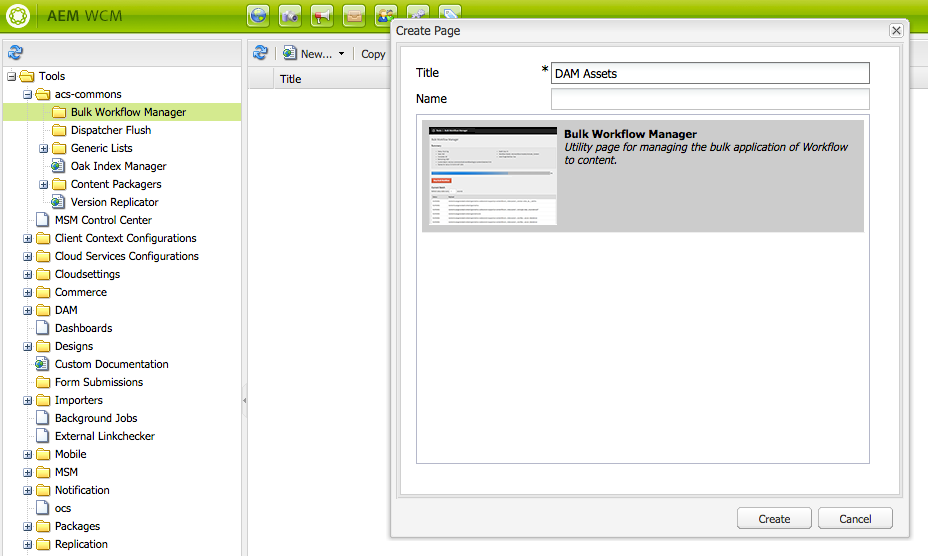 AEM WCM
Tools
acs-commons
Bulk Workflow Manager
Dispatcher Flush
Generic Lists
Oak Index Manager
Content Packagers
Version Replicator
MSM Control Center
Client Context Configurations
Cloud Services Configurations
Cloudsettings
Commerce
DAM
Dashboards
Designs
Custom Documentation
Form Submissions
Importers
Background Jobs
External Linkchecker
Mobile
MSM
Notification
ocs
Packages
Replication
New...
Copy
Title
Create Page
Title
*
DAM Assets
Name
Bulk Workflow Manager
Utility page for managing the bulk application of Workflow
to content.
Create
Cancel